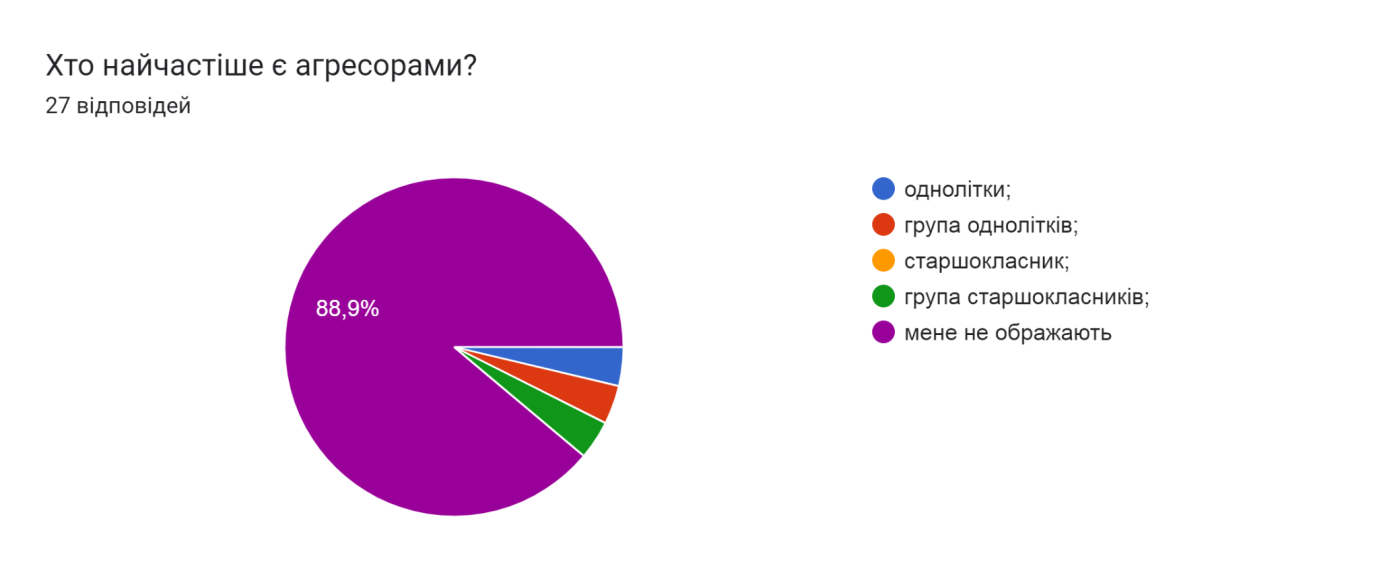 Хто найчастіше є агресорами?
27 відповідей
88,9%
однолітки;
група однолітків;
старшокласник;
група старшокласників;
мене не ображають